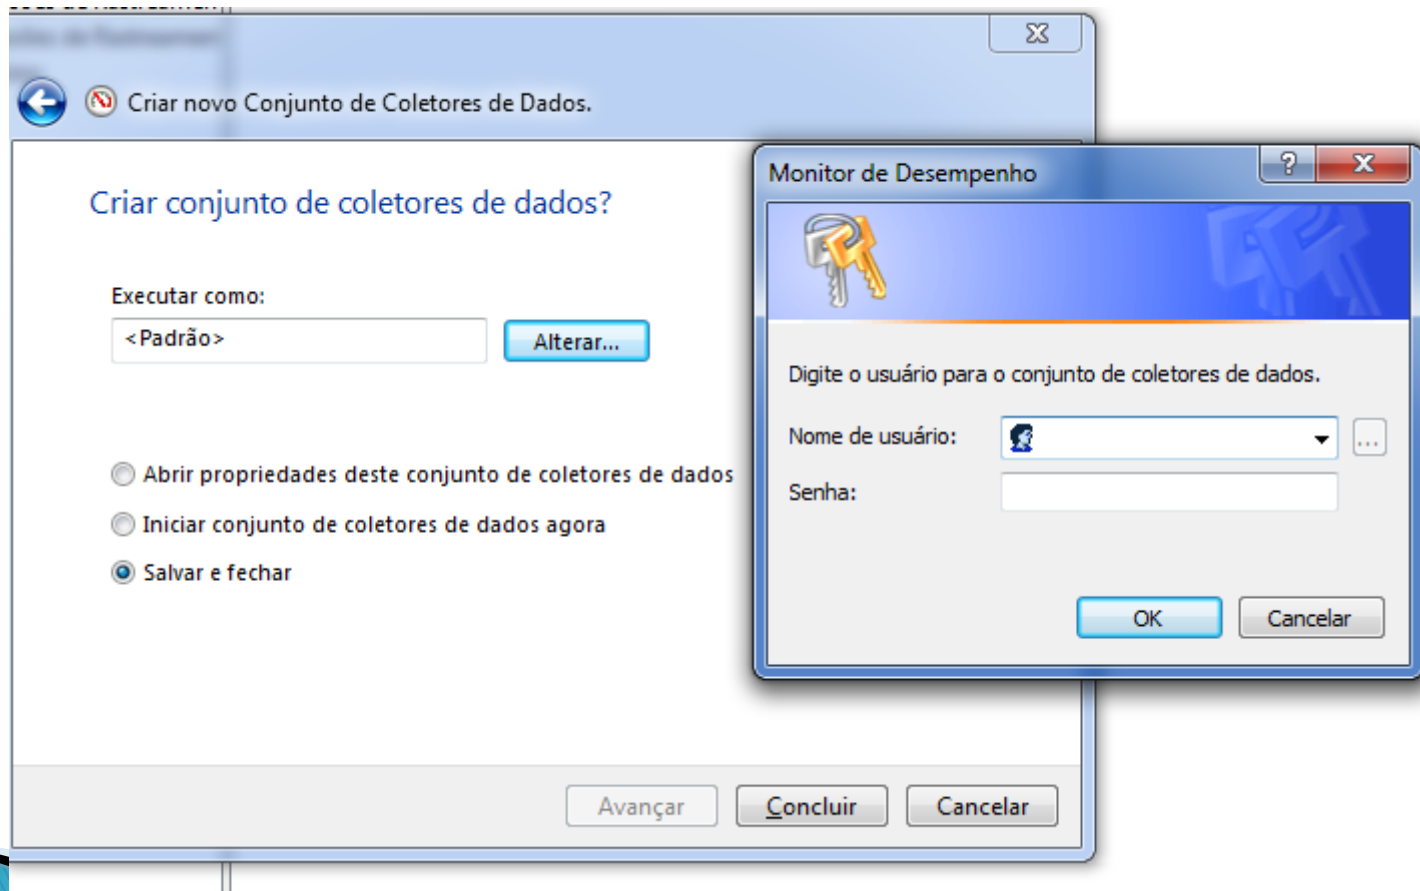 Criar novo Conjunto de Coletores de Dados.
Criar conjunto de coletores de dados?
Executar como:
<Padrão>
Alterar...
Abrir propriedades deste conjunto de coletores de dados
Iniciar conjunto de coletores de dados agora
Salvar e fechar
Avançar
Concluir
Cancelar
Monitor de Desempenho
Digite o usuário para o conjunto de coletores de dados.
Nome de usuário:
...
Senha:
OK
Cancelar